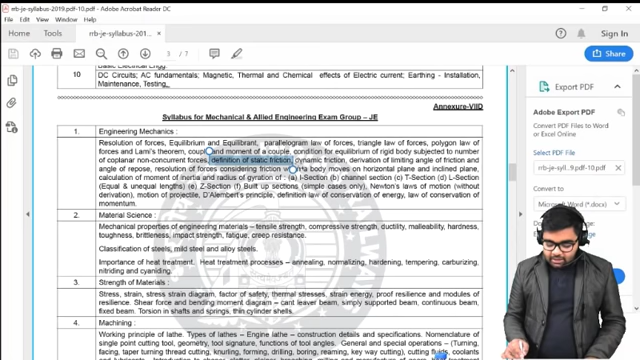 rrb-je-syllabus-2019.pdf-10.pdf - Adobe Acrobat Reader DC
File Edit View Sign Window Help
Home Tools rrb-je-syllabus-201... × Sign In
3 / 7 Share
Basic Electrical Engg
10 DC Circuits; AC fundamentals; Magnetic, Thermal and Chemical effects of Electric current; Earthing - Installation,
Maintenance, Testing,
Annexure-VIID
Syllabus for Mechanical & Allied Engineering Exam Group – JE
1. Engineering Mechanics :
Resolution of forces, Equilibrium and Equilibrant, parallelogram law of forces, triangle law of forces, polygon law of
forces and Lami's theorem, couple and moment of a couple, condition for equilibrium of rigid body subjected to number
of coplanar non-concurrent forces, definition of static friction, dynamic friction, derivation of limiting angle of friction and
angle of repose, resolution of forces considering friction when a body moves on horizontal plane and inclined plane,
calculation of moment of inertia and radius of gyration of : (a) I-Section (b) channel section (c) T-Section (d) L-Section
(Equal & unequal lengths) (e) Z-Section (f) Built up sections (simple cases only), Newton's laws of motion (without
derivation), motion of projectile, D'Alembert's principle, definition law of conservation of energy, law of conservation of
momentum.
2. Material Science :
Mechanical properties of engineering materials – tensile strength, compressive strength, ductility, malleability, hardness,
toughness, brittleness, impact strength, fatigue, creep resistance.
Classification of steels, mild steel and alloy steels.
Importance of heat treatment. Heat treatment processes – annealing, normalizing, hardening, tempering, carburizing,
nitriding and cyaniding.
3. Strength of Materials :
Stress, strain, stress strain diagram, factor of safety, thermal stresses, strain energy, proof resilience and modules of
resilience. Shear force and bending moment diagram – cant leaver beam, simply supported beam, continuous beam,
fixed beam. Torsion in shafts and springs, thin cylinder shells.
4. Machining :
Working principle of lathe. Types of lathes – Engine lathe – construction details and specifications. Nomenclature
of single point cutting tool, geometry, tool signature, functions of tool angles. General and special operations – (Turning,
facing, taper turning thread cutting, knurling, forming, drilling, boring, reaming, key way cutting), cutting fluids, coolants
Export PDF
Adobe Export PDF
Convert PDF Files to Word
or Excel Online
Select PDF File
rrb-je-syll...pdf-10.pdf ×
Convert to
Microsoft Word (*.docx)